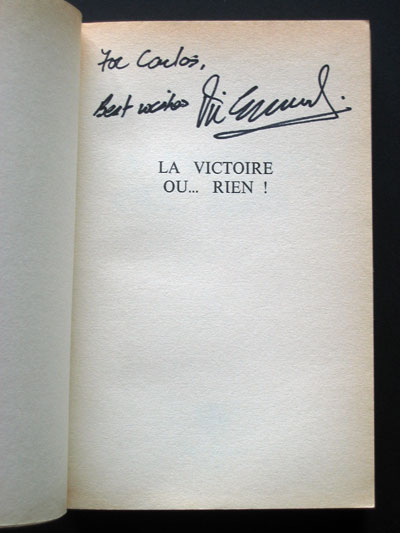 For Carlos,
Best wishes
LA VICTOIRE
OU... RIEN !